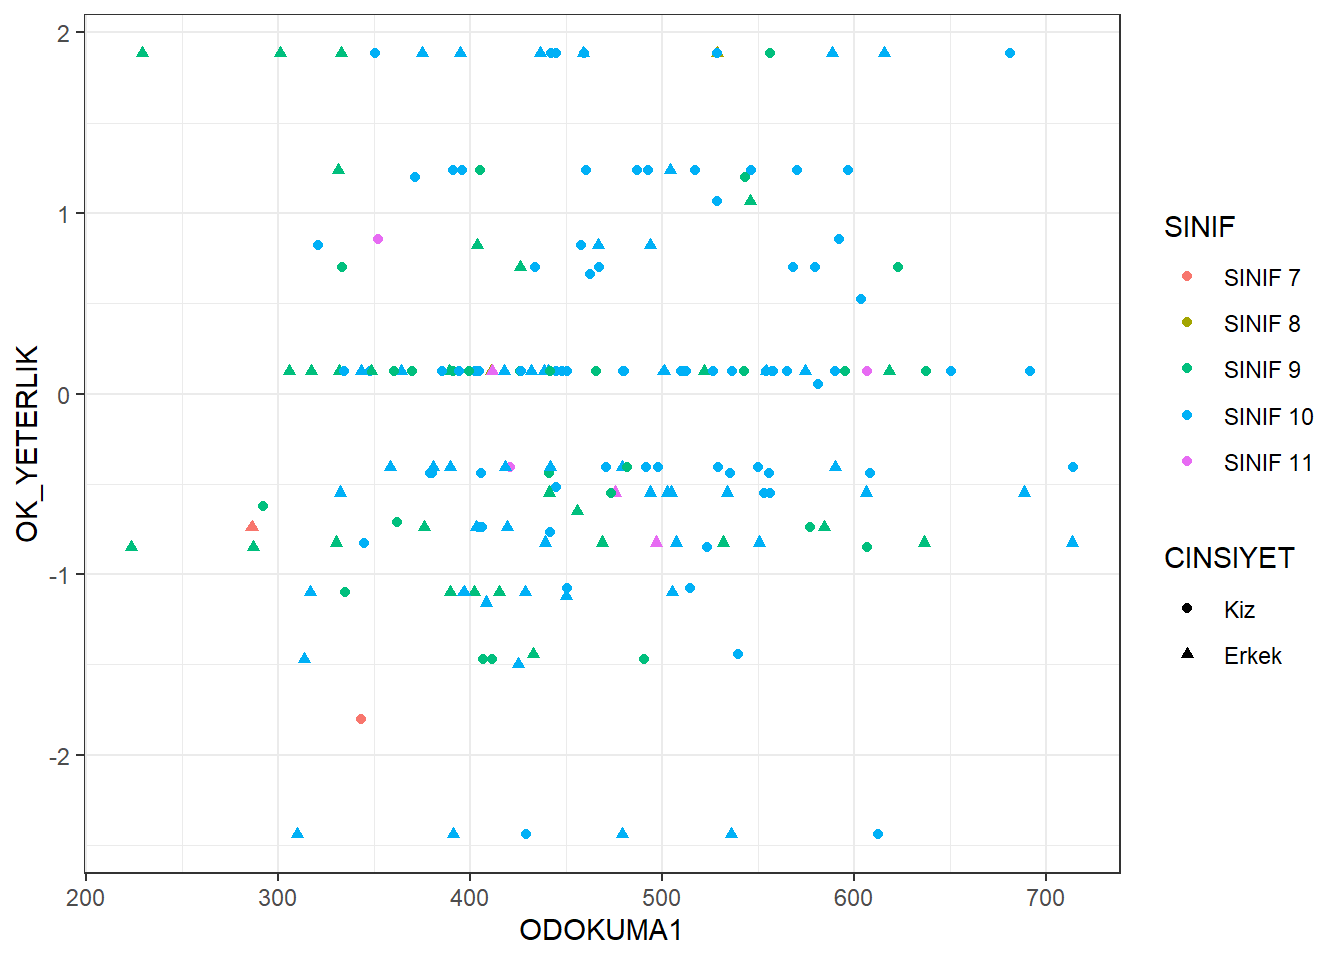 2
1
0
-1
-2
OK_YETERLIK
200 300 400 500 600 700
ODOKUMA1
SINIF
SINIF 7
SINIF 8
SINIF 9
SINIF 10
SINIF 11
CINSIYET
Kiz
Erkek